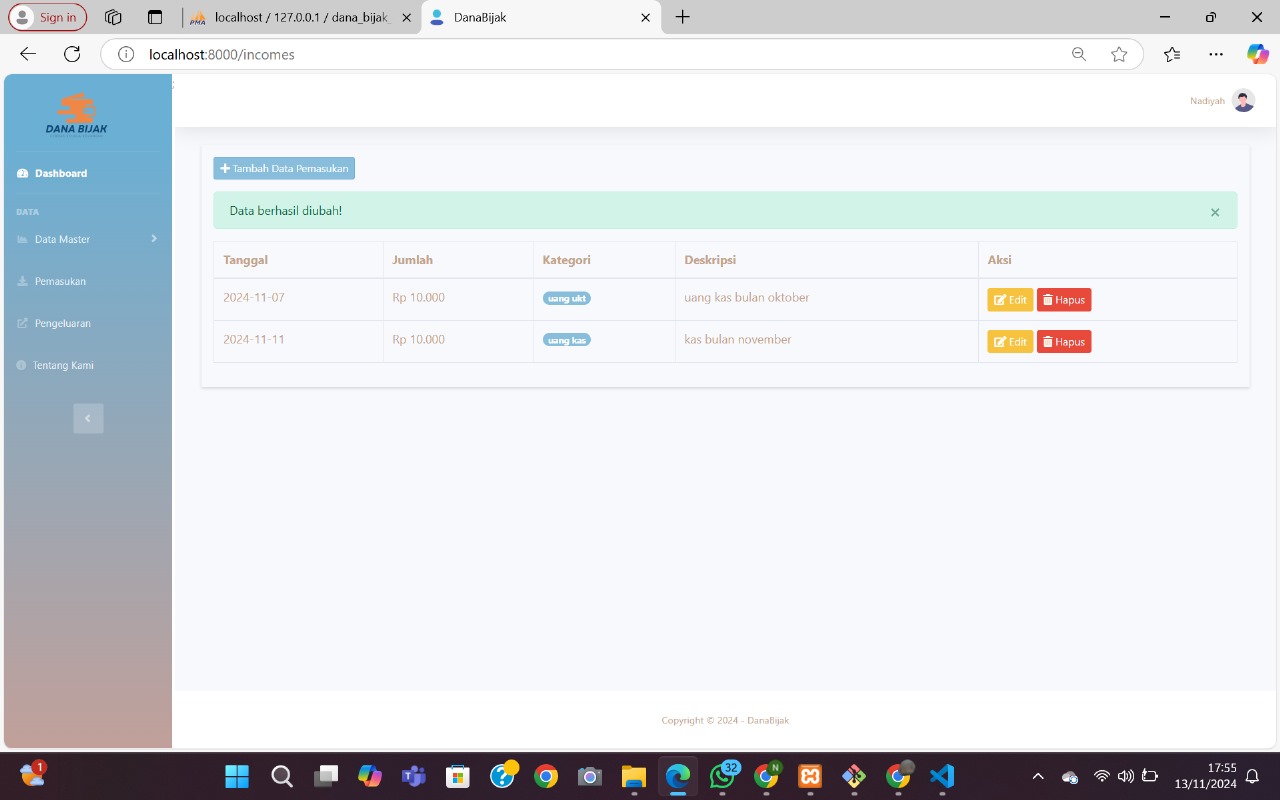 Sign in
localhost / 127.0.0.1 / dana_bijak_
DanaBijak
localhost:8000/incomes
DANA BIJAK
Nadiyah
Dashboard
DATA
Data Master
Pemasukan
Pengeluaran
Tentang Kami
Tambah Data Pemasukan
Data berhasil diubah!
Tanggal Jumlah Kategori Deskripsi Aksi
2024-11-07 Rp 10.000 uang ukt uang kas bulan oktober Edit Hapus
2024-11-11 Rp 10.000 uang kas kas bulan november Edit Hapus
Copyright © 2024 - DanaBijak
1
32
N
17:55
13/11/2024